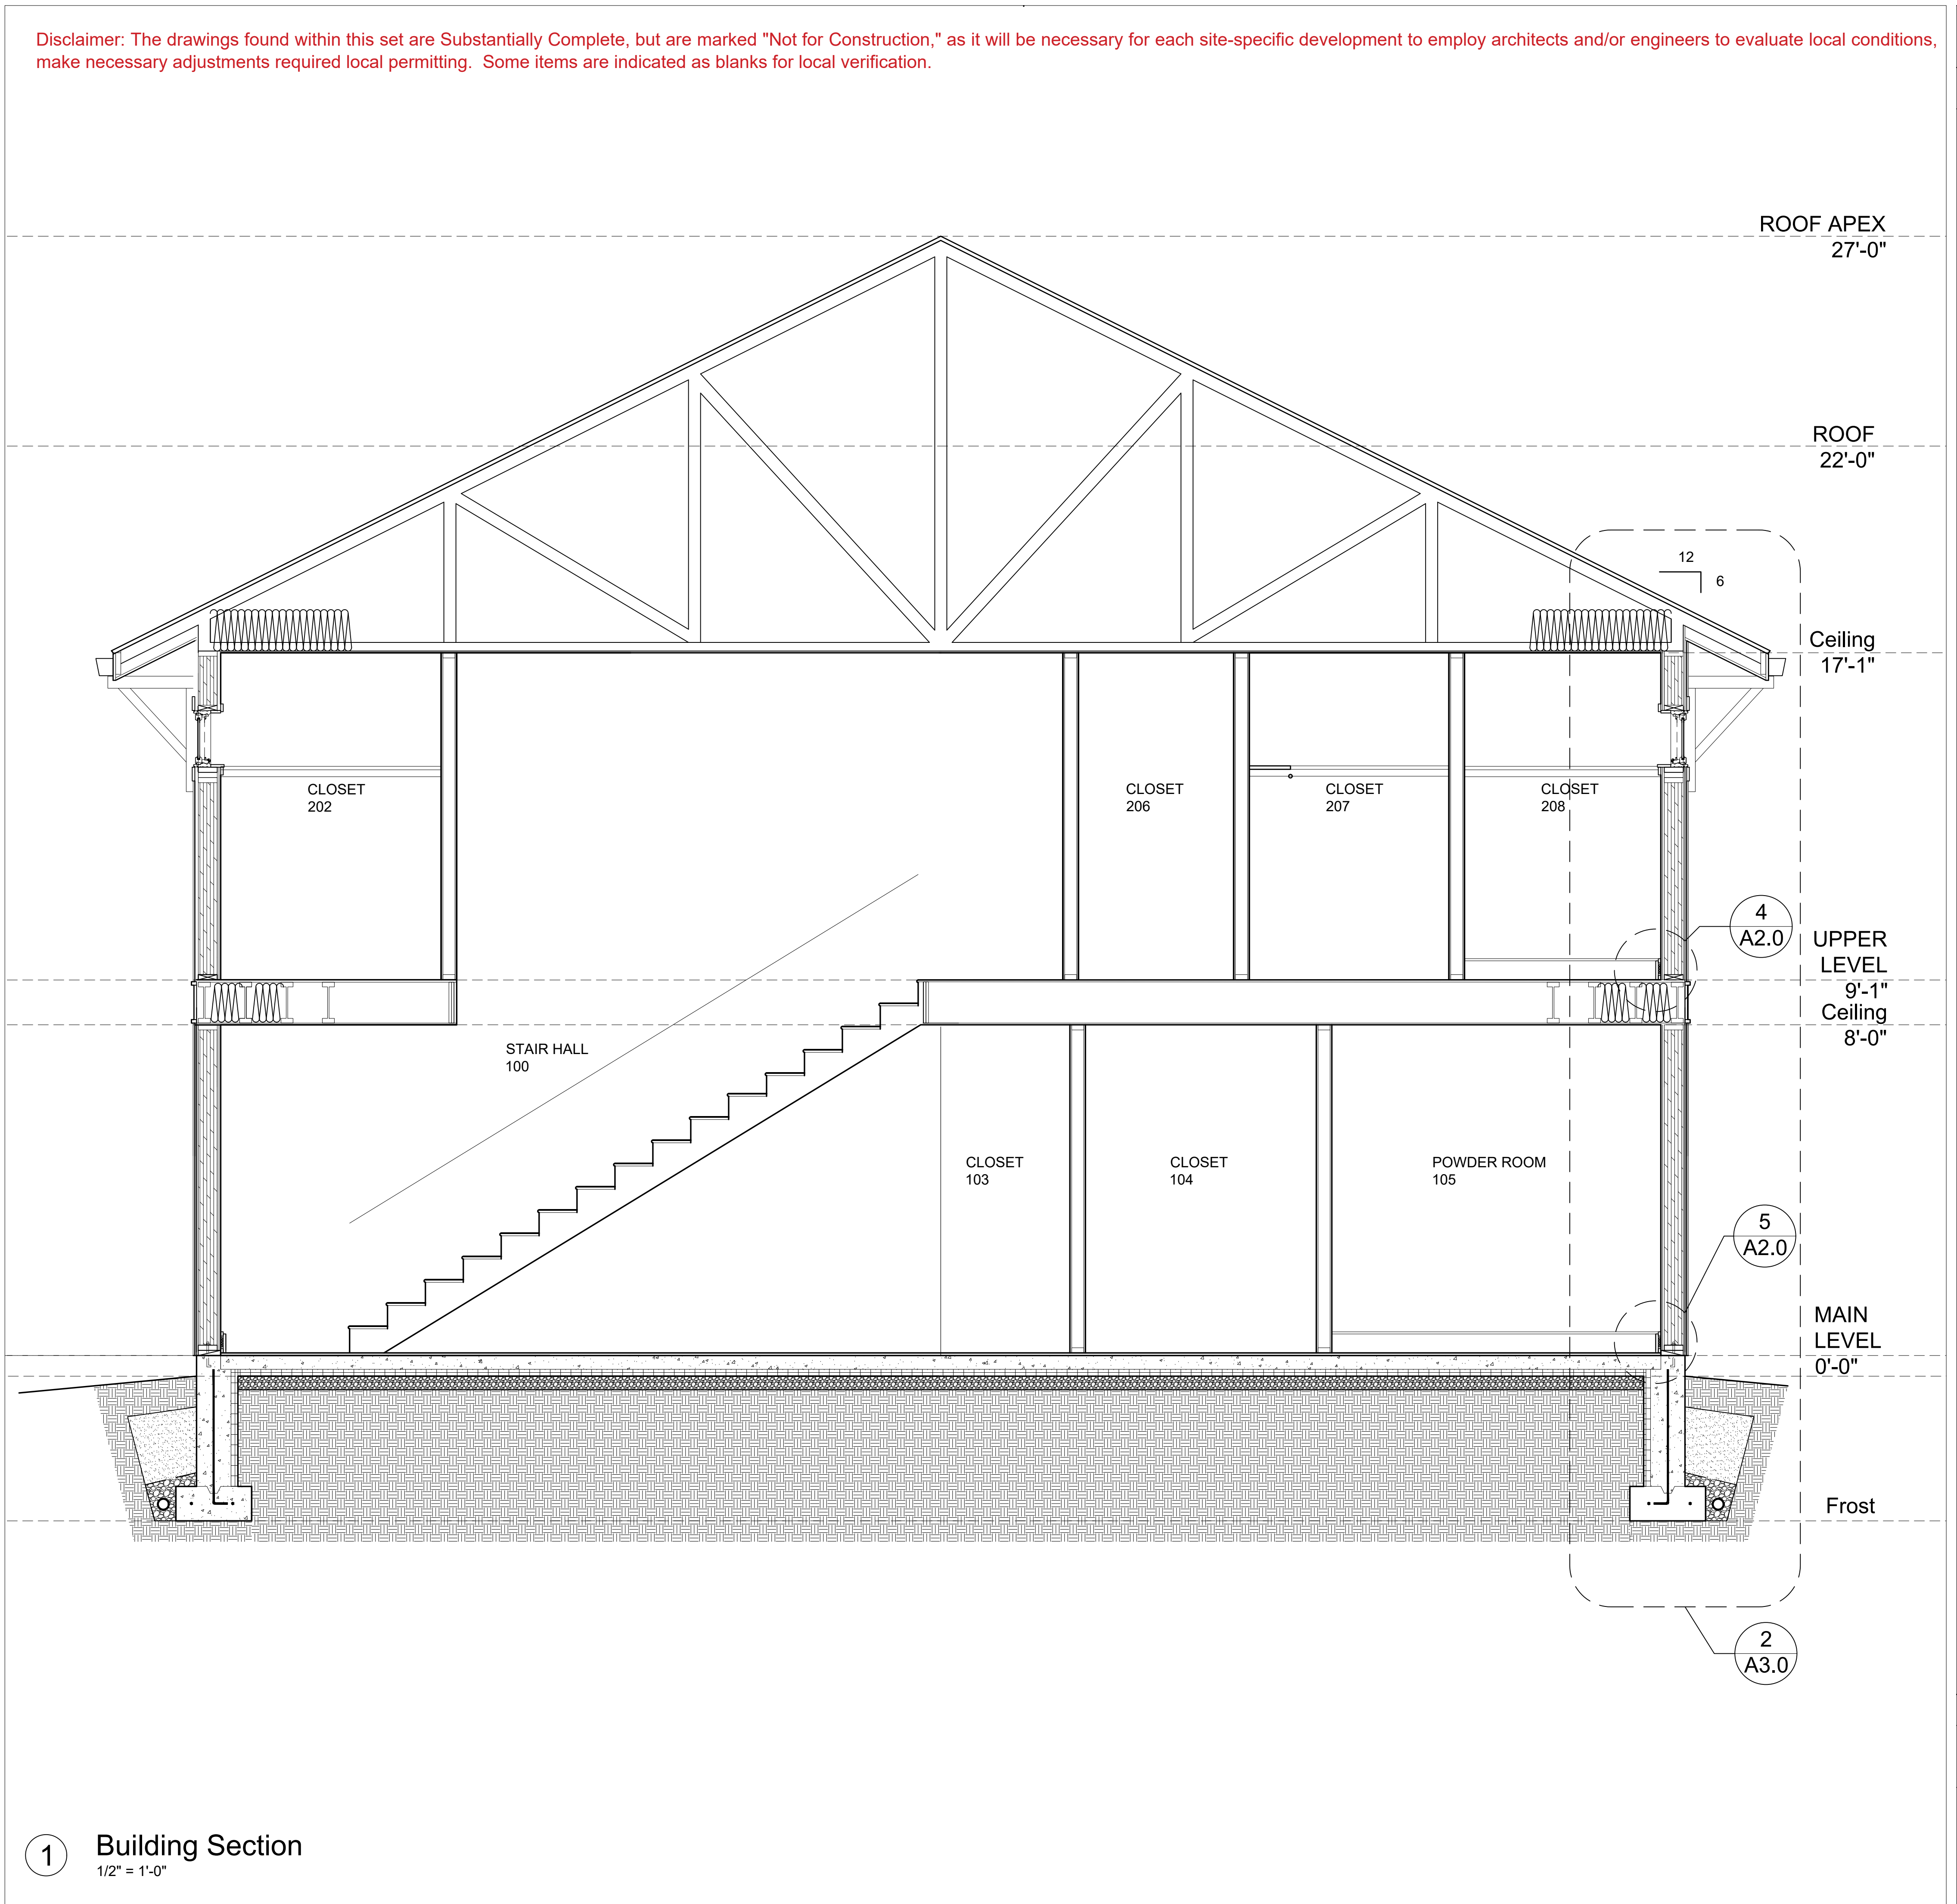 Disclaimer: The drawings found within this set are Substantially Complete, but are marked "Not for Construction," as it will be necessary for each site-specific development to employ architects and/or engineers to evaluate local conditions,
make necessary adjustments required local permitting.  Some items are indicated as blanks for local verification.
ROOF APEX
27'-0"
ROOF
22'-0"
12
6
Ceiling
17'-1"
CLOSET
202
CLOSET
206
CLOSET
207
CLOSET
208
4
A2.0
UPPER
LEVEL
9'-1"
Ceiling
8'-0"
STAIR HALL
100
CLOSET
103
CLOSET
104
POWDER ROOM
105
5
A2.0
MAIN
LEVEL
0'-0"
Frost
2
A3.0
1
Building Section
1/2" = 1'-0"